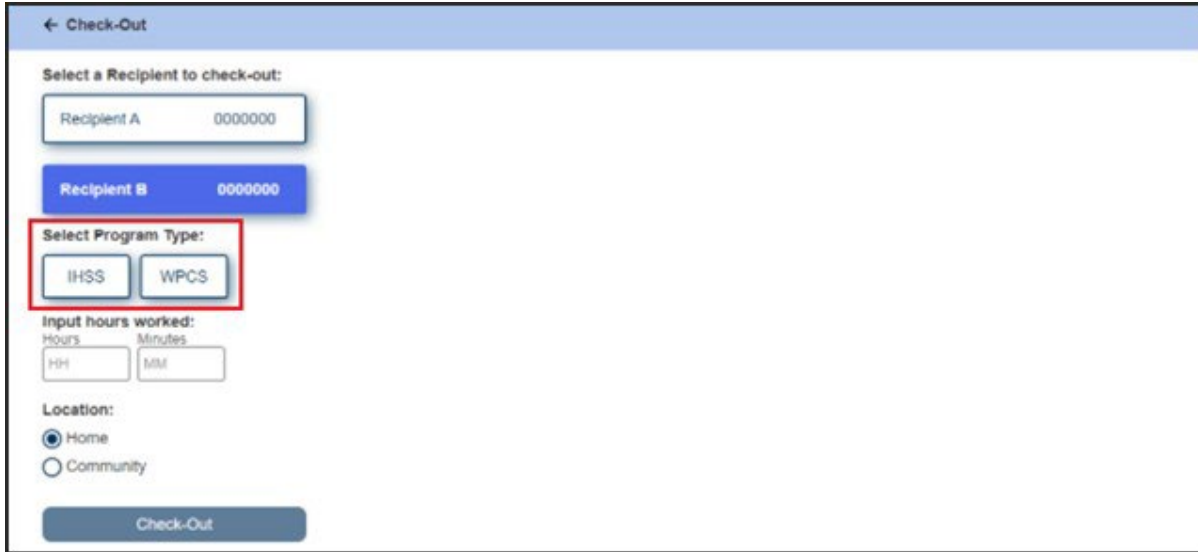 ← Check-Out
Select a Recipient to check-out:
Recipient A 0000000
Recipient B 0000000
Select Program Type:
IHSS WPCS
Input hours worked:
Hours Minutes
HH MM
Location:
Home
Community
Check-Out